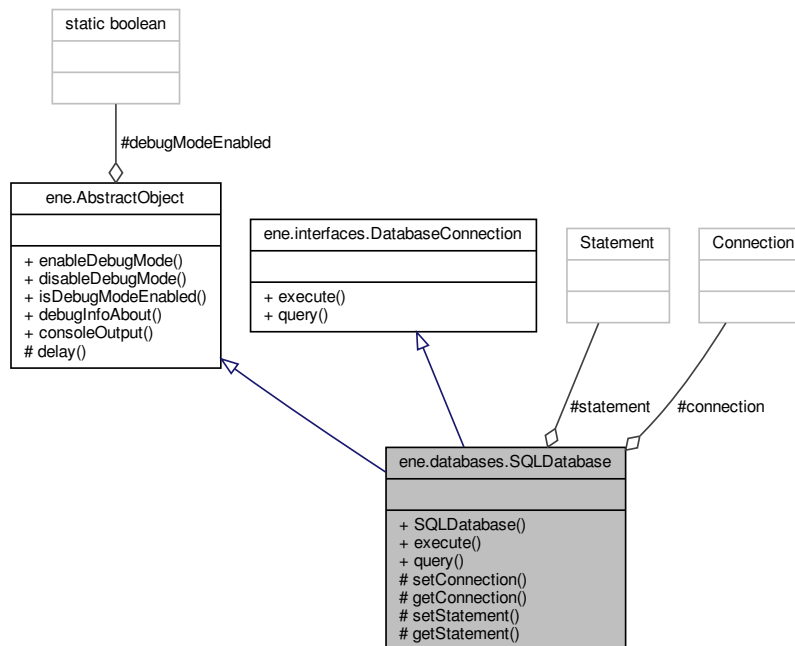 static boolean
#debugModeEnabled
ene.AbstractObject
+ enableDebugMode()
+ disableDebugMode()
+ isDebugModeEnabled()
+ debugInfoAbout()
+ consoleOutput()
# delay()
ene.interfaces.DatabaseConnection
+ execute()
+ query()
Statement
Connection
#statement
#connection
ene.databases.SQLDatabase
+ SQLDatabase()
+ execute()
+ query()
# setConnection()
# getConnection()
# setStatement()
# getStatement()